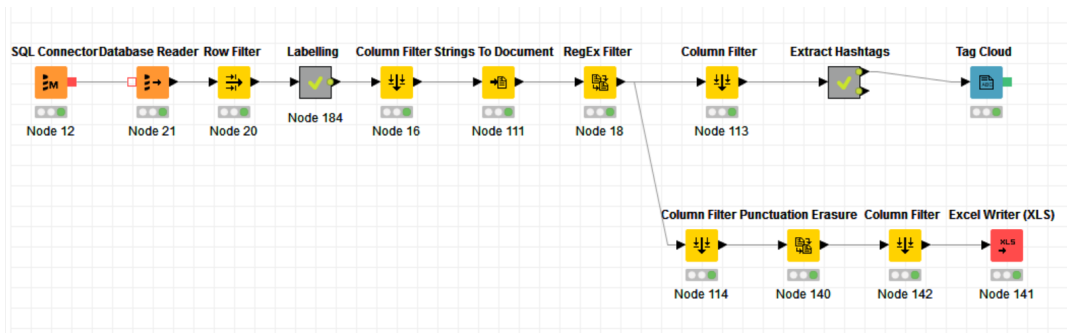 SQL Connector Database Reader Row Filter Labelling Column Filter Strings To Document RegEx Filter Column Filter Extract Hashtags Tag Cloud
M
ABC
Node 12 Node 21 Node 20 Node 184 Node 16 Node 111 Node 18 Node 113
Column Filter Punctuation Erasure Column Filter Excel Writer (XLS)
XLS
Node 114 Node 140 Node 142 Node 141